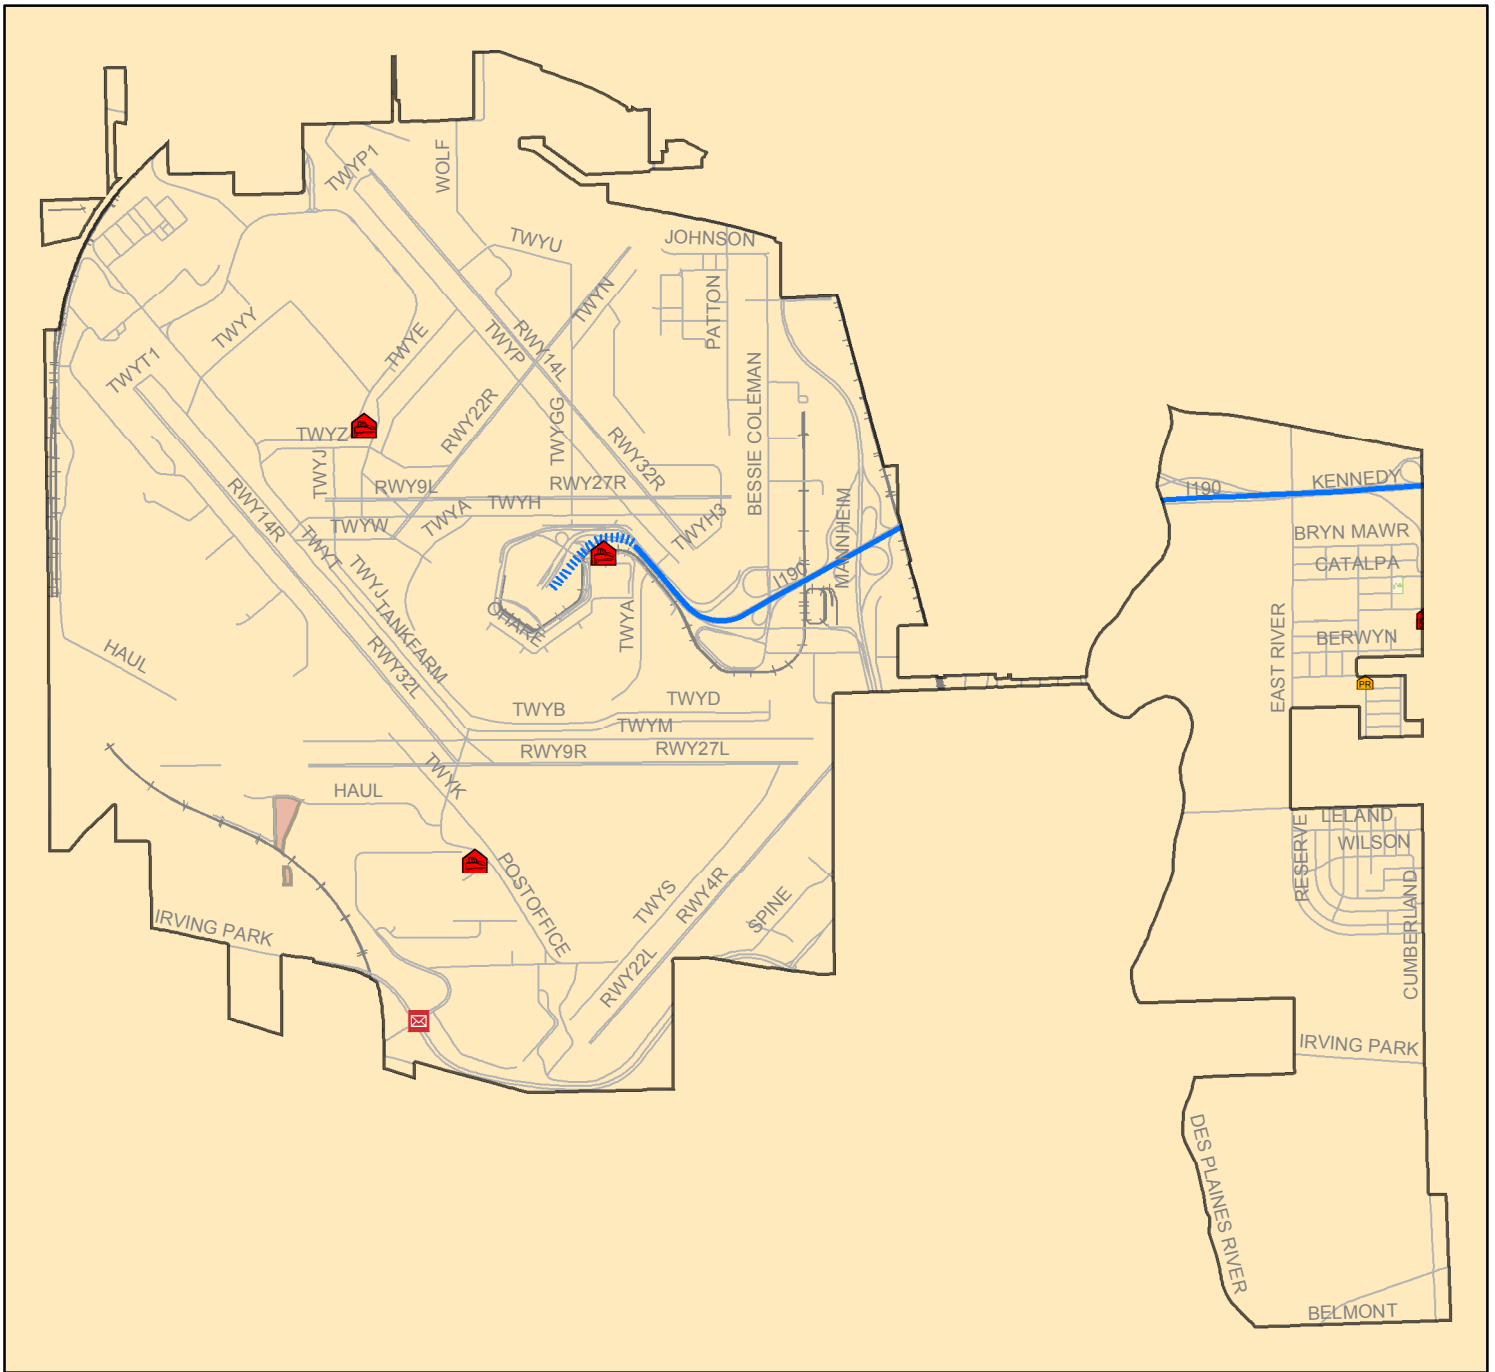 TWYP1
WOLF
TWYU
JOHNSON
TWYN
PATTON
TWYY
TWYE
TWYP
RWY14L
TWYT1
BESSIE COLEMAN
RWY22R
TWYGG
TWYZ
TWYJ
RWY32R
KENNEDY
I190
RWY9L
RWY27R
TWYH
RWY14R
TWYW
TWYA
TWYH3
MANNHEIM
BRYN MAWR
TWYT
CATALPA
I190
TWYJ
OHARE
TWYA
TANKFARM
BERWYN
EAST RIVER
HAUL
RWY32L
PR
TWYD
TWYB
TWYM
RWY9R
RWY27L
TWYK
HAUL
LELAND
WILSON
RESERVE
POSTOFFICE
TWYS
RWY4R
SPINE
CUMBERLAND
IRVING PARK
RWY22L
IRVING PARK
DES PLAINES RIVER
BELMONT